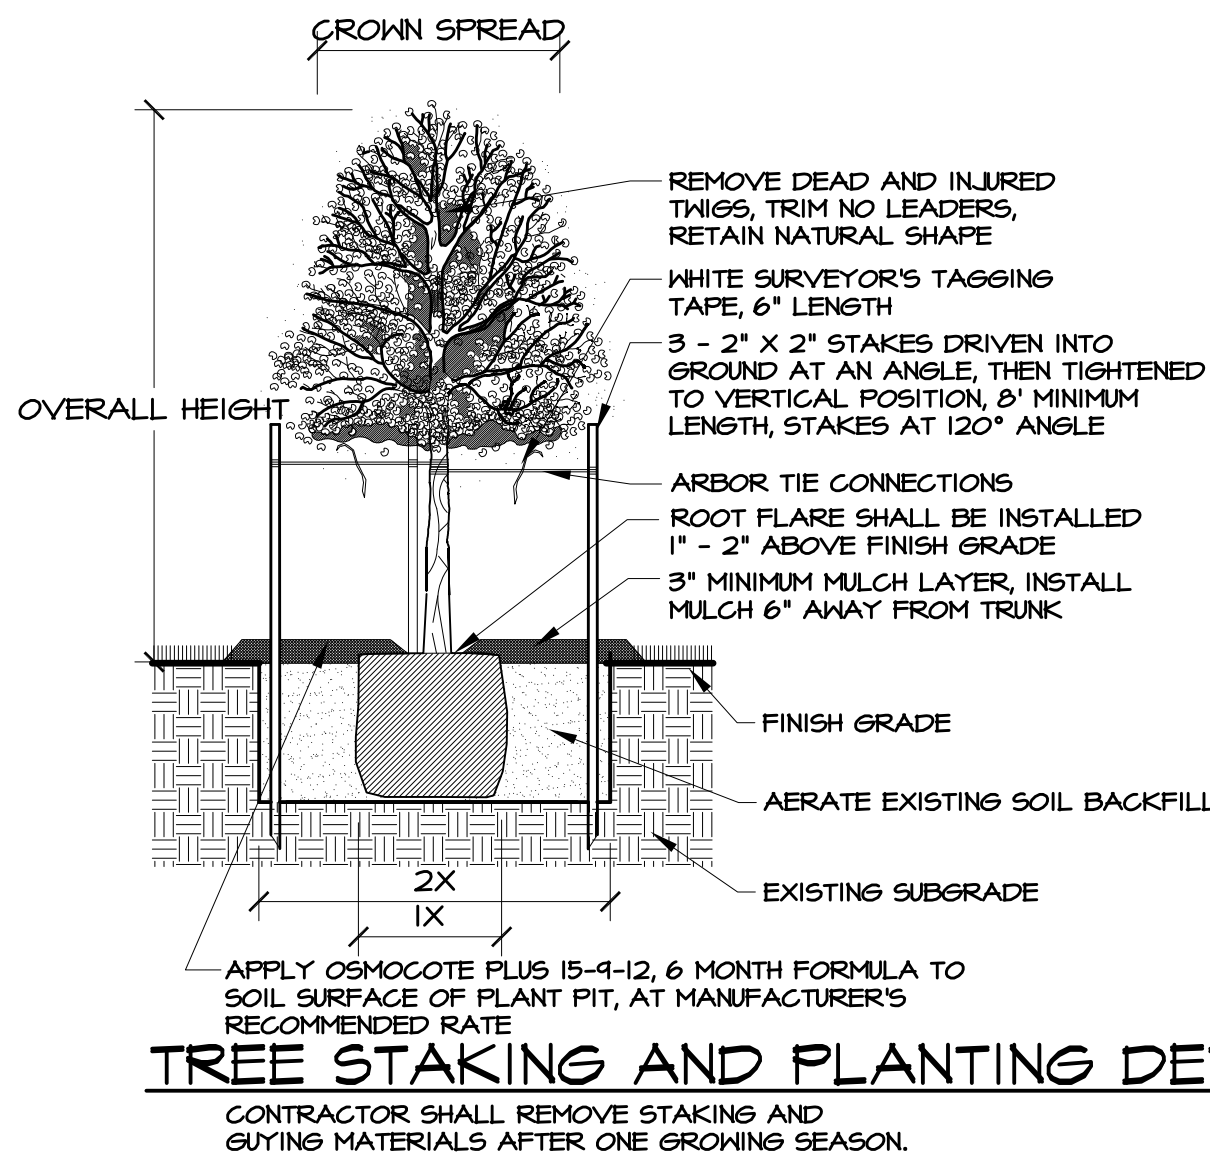 CROWN SPREAD
REMOVE DEAD AND INJURED
TWIGS, TRIM NO LEADERS,
RETAIN NATURAL SHAPE
WHITE SURVEYOR'S TAGGING
TAPE, 6" LENGTH
3 - 2" X 2" STAKES DRIVEN INTO
GROUND AT AN ANGLE, THEN TIGHTENED
TO VERTICAL POSITION, 8' MINIMUM
LENGTH, STAKES AT 120° ANGLE
OVERALL HEIGHT
ARBOR TIE CONNECTIONS
ROOT FLARE SHALL BE INSTALLED
1" - 2" ABOVE FINISH GRADE
3" MINIMUM MULCH LAYER, INSTALL
MULCH 6" AWAY FROM TRUNK
FINISH GRADE
AERATE EXISTING SOIL BACKFILL
EXISTING SUBGRADE
2X
1X
APPLY OSMOCOTE PLUS 15-9-12, 6 MONTH FORMULA TO
SOIL SURFACE OF PLANT PIT, AT MANUFACTURER'S
RECOMMENDED RATE
TREE STAKING AND PLANTING DE
CONTRACTOR SHALL REMOVE STAKING AND
GUYING MATERIALS AFTER ONE GROWING SEASON.